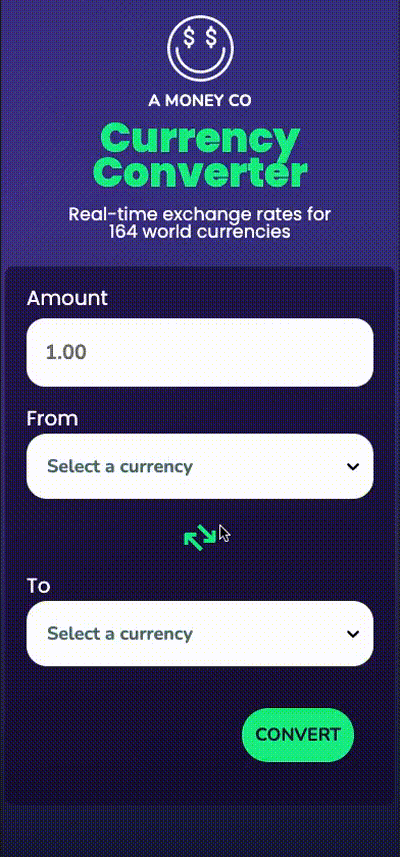 $ $
A MONEY CO
Currency
Converter
Real-time exchange rates for
164 world currencies
Amount
1.00
From
Select a currency
To
Select a currency
CONVERT